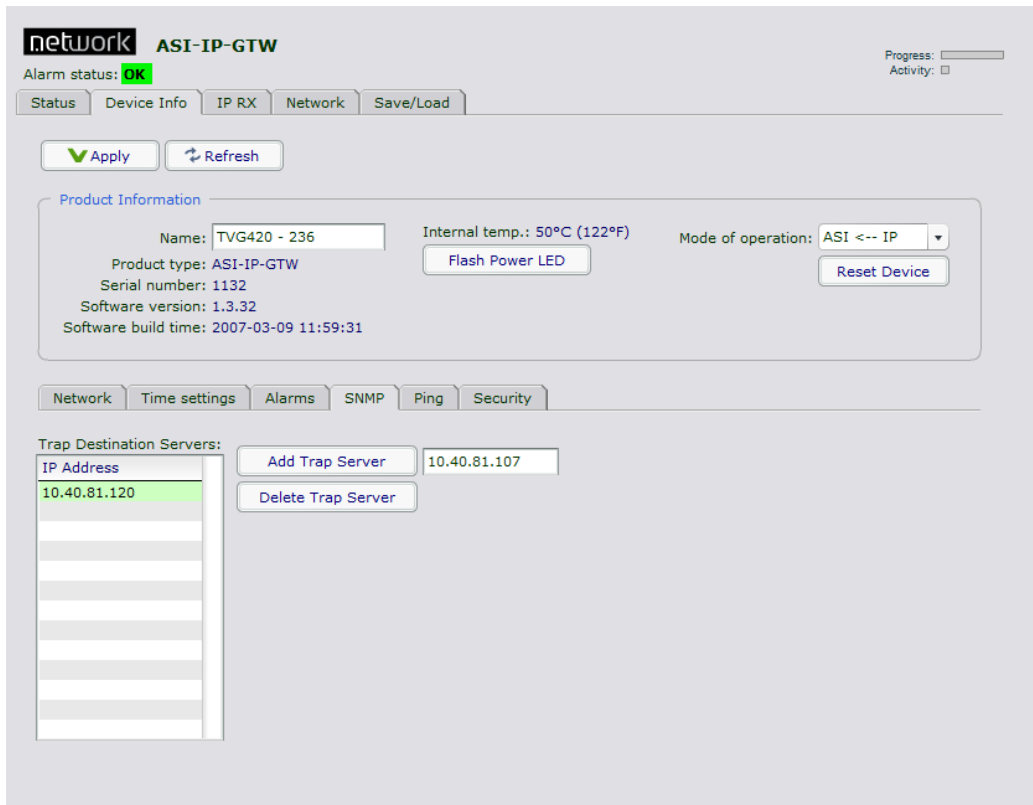 network ASI-IP-GTW
Progress:
Alarm status: OK
Activity:
Status Device Info IP RX Network Save/Load
Apply Refresh
Product Information
Name: TVG420 - 236 Internal temp.: 50°C (122°F) Mode of operation: ASI <-- IP
Product type: ASI-IP-GTW Flash Power LED Reset Device
Serial number: 1132
Software version: 1.3.32
Software build time: 2007-03-09 11:59:31
Network Time settings Alarms SNMP Ping Security
Trap Destination Servers:
IP Address Add Trap Server 10.40.81.107
10.40.81.120 Delete Trap Server